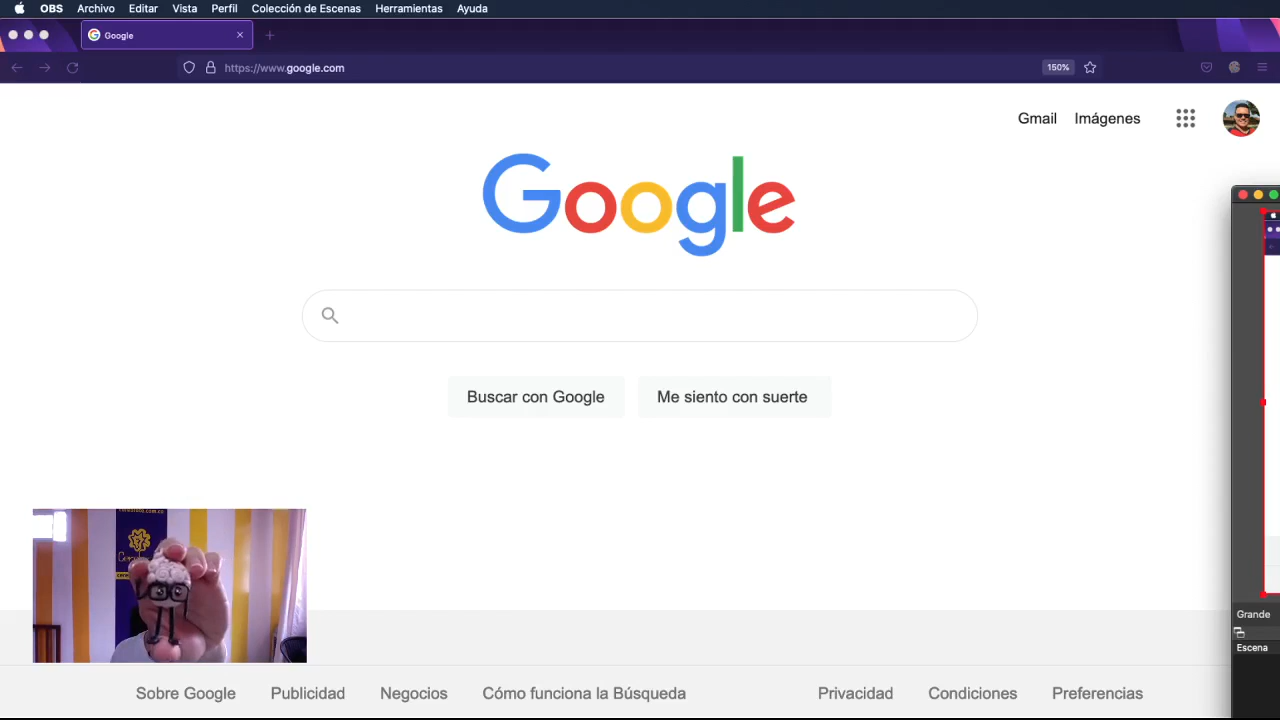 OBS Archivo Editar Vista Perfil Colección de Escenas Herramientas Ayuda
Google
https://www.google.com
150%
Gmail Imágenes
Google
Buscar con Google Me siento con suerte
Grande
Escena
Sobre Google Publicidad Negocios Cómo funciona la Búsqueda Privacidad Condiciones Preferencias